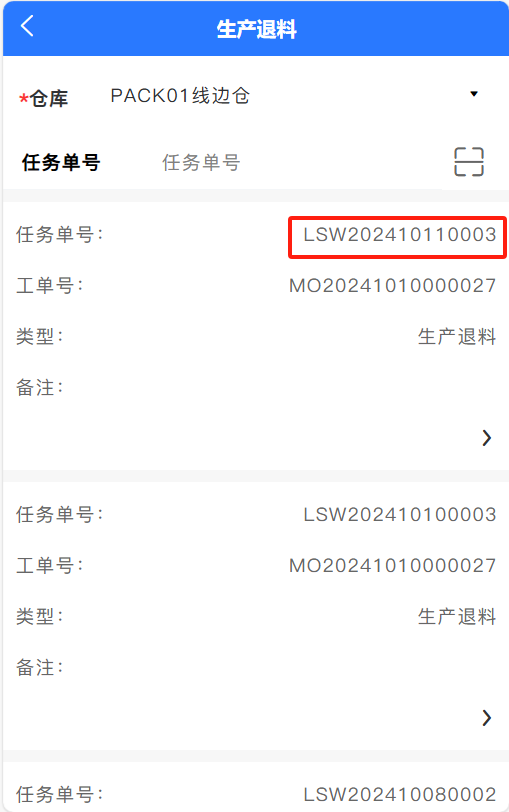 生产退料
*仓库 PACK01线边仓
任务单号 任务单号
任务单号： LSW202410110003
工单号： MO20241010000027
类型： 生产退料
备注：
任务单号： LSW202410100003
工单号： MO20241010000027
类型： 生产退料
备注：
任务单号： LSW202410080002